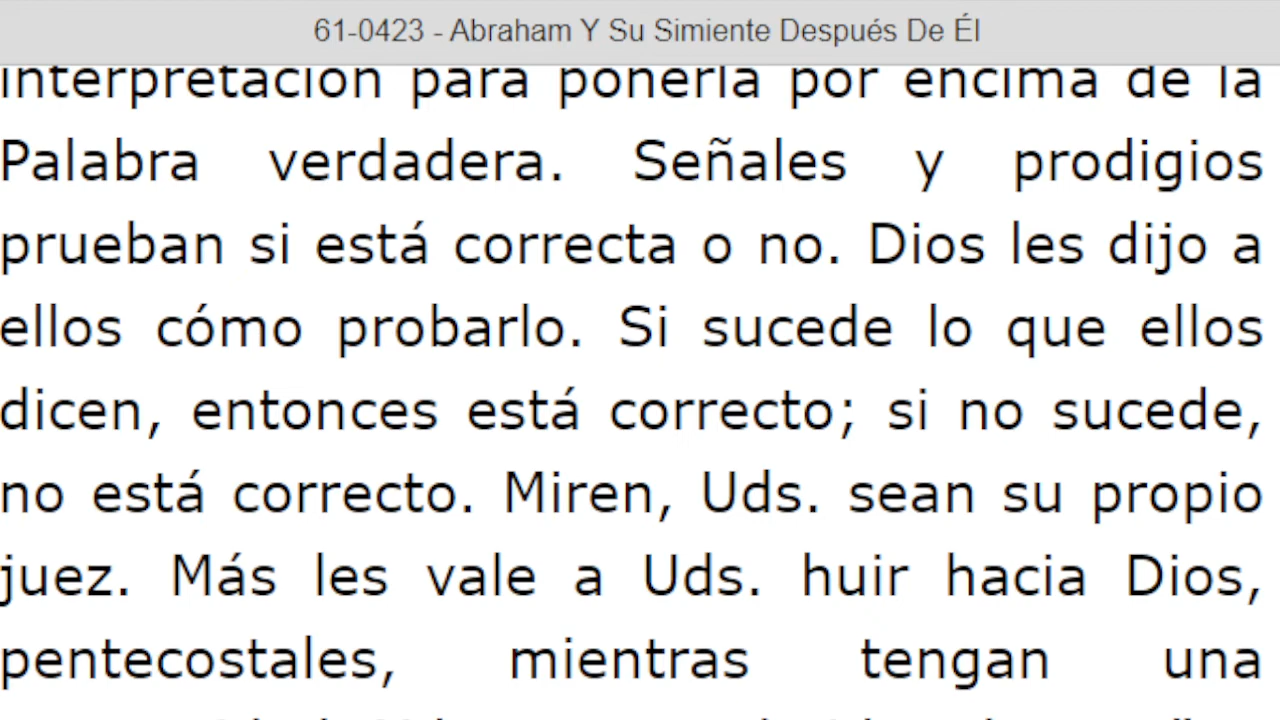 61-0423 - Abraham Y Su Simiente Después De Él
interpretación para ponerla por encima de la
Palabra verdadera. Señales y prodigios
prueban si está correcta o no. Dios les dijo a
ellos cómo probarlo. Si sucede lo que ellos
dicen, entonces está correcto; si no sucede,
no está correcto. Miren, Uds. sean su propio
juez. Más les vale a Uds. huir hacia Dios,
pentecostales, mientras tengan una